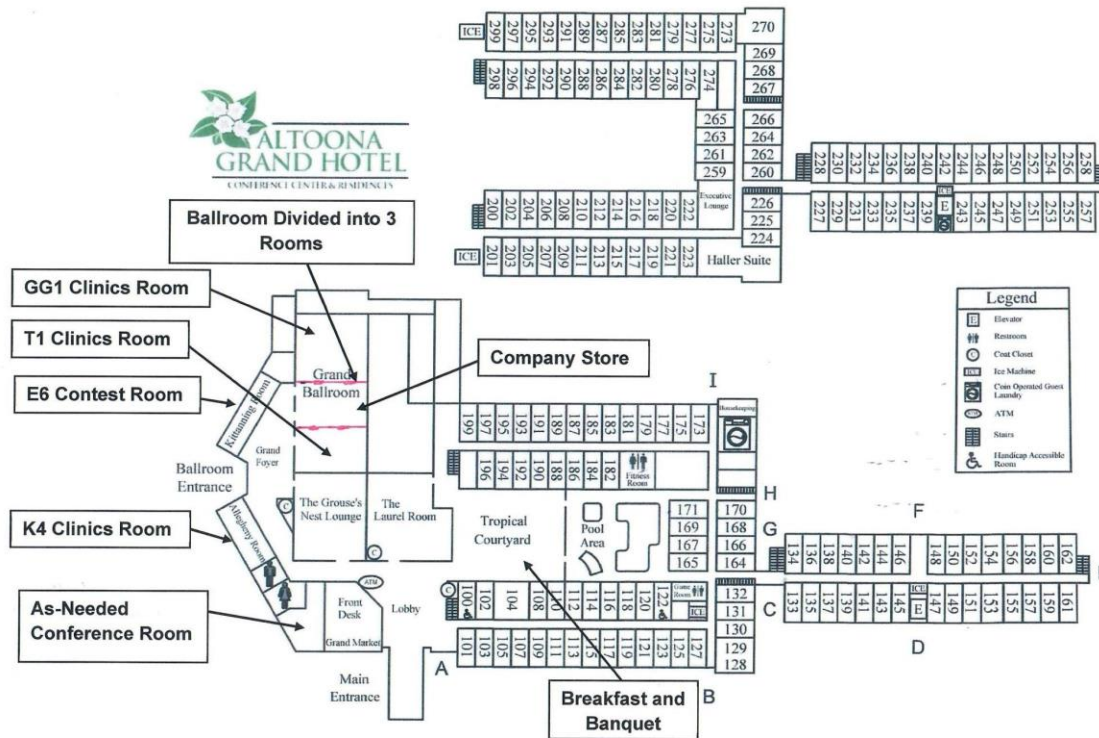 ICE 299 297 295 293 291 289 287 285 283 281 279 277 275 273 270
269
268
267
298 296 294 292 290 288 286 284 282 280 278 276 274
265 266
263 264
261 262
259 260
228 230 232 234 236 238 240 242 244 246 248 250 252 254 256 258
ICE
E
227 229 231 233 235 237 239 243 245 247 249 251 253 255 257
Executive
Lounge
200 202 204 206 208 210 212 214 216 218 220 222
226
225
224
ICE 201 203 205 207 209 211 213 215 217 219 221 223 Haller Suite
ALTOONA
GRAND HOTEL
CONFERENCE CENTER & RESIDENCES
Ballroom Divided into 3
Rooms
GG1 Clinics Room
T1 Clinics Room
E6 Contest Room
Company Store
Grand
Ballroom
Kittanning Room
Grand
Foyer
Ballroom
Entrance
K4 Clinics Room
Allegheny Room
As-Needed
Conference Room
C
The Grouse's
Nest Lounge
The
Laurel Room
C
ATM
Front
Desk
Grand Market
Lobby
Main
Entrance
Legend
E Elevator
Restroom
C Coat Closet
ICE Ice Machine
Coin Operated Guest
Laundry
ATM ATM
Stairs
Handicap Accessible
Room
I
Housekeeping
199 197 195 193 191 189 187 185 183 181 179 177 175 173
196 194 192 190 188 186 184 182 Fitness
Room
H
Tropical
Courtyard
Pool
Area
171 170
169 168
167 166
165 164
G
F
134 136 138 140 142 144 146 148 150 152 154 156 158 160 162
ICE
E
133 135 137 139 141 143 145 147 149 151 153 155 157 159 161
D
C
100 102 104 108 110 112 114 116 118 120 122 Game
Room
ICE
132
131
130
129
128
A
101 103 105 107 109 111 113 115 117 119 121 123 125 127
B
Breakfast and
Banquet